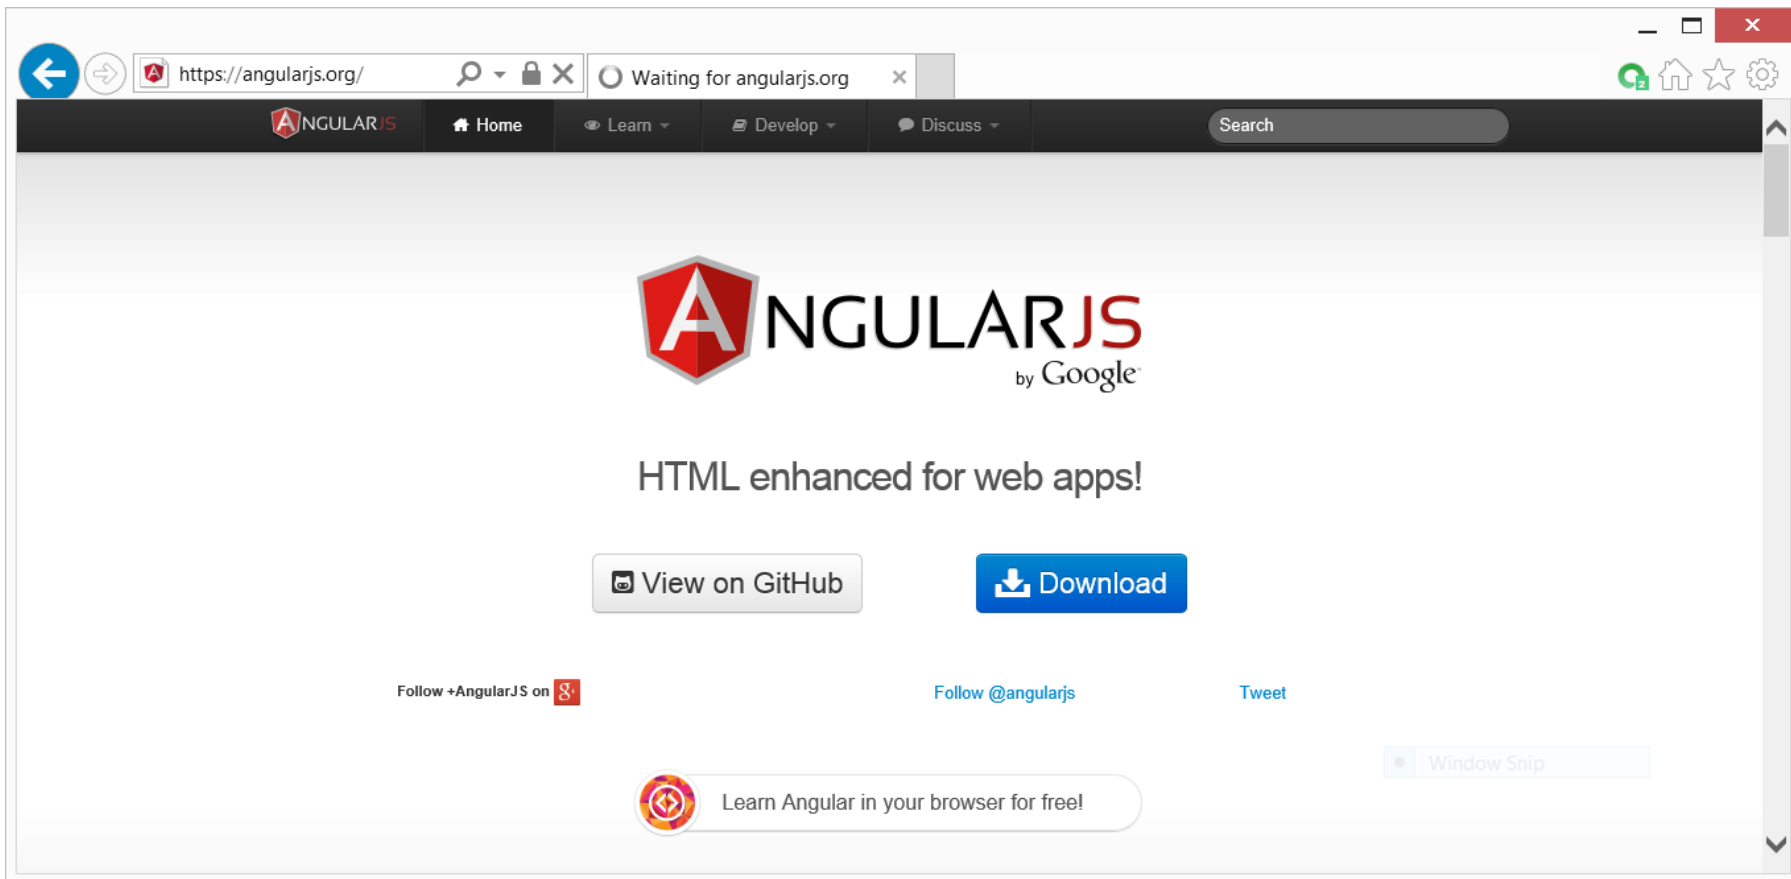 https://angularjs.org/
Waiting for angularjs.org
ANGULARJS Home Learn Develop Discuss Search
ANGULARJS
by Google
HTML enhanced for web apps!
View on GitHub Download
Follow +AngularJS on g+ Follow @angularjs Tweet
Window Snip
Learn Angular in your browser for free!